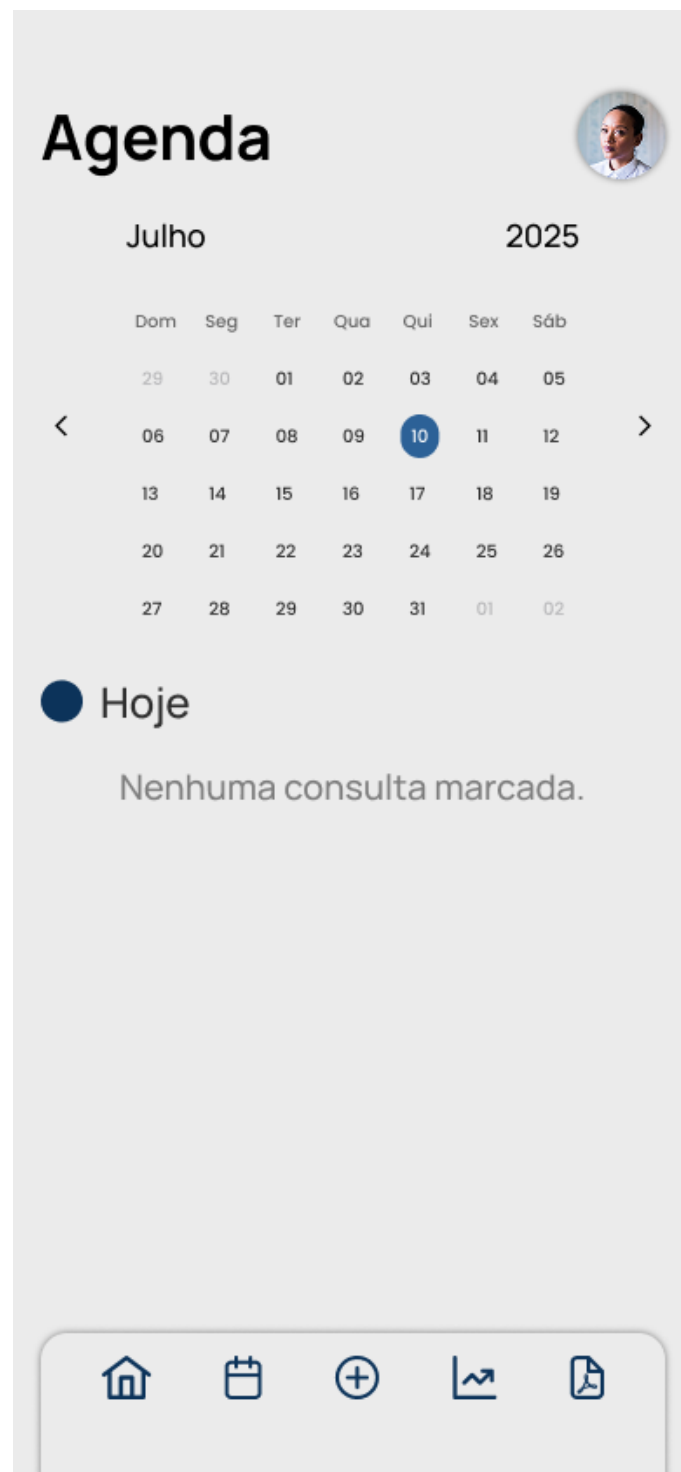 Agenda
Julho 2025
Dom Seg Ter Qua Qui Sex Sáb
29 30 01 02 03 04 05
06 07 08 09 10 11 12
13 14 15 16 17 18 19
20 21 22 23 24 25 26
27 28 29 30 31 01 02
Hoje
Nenhuma consulta marcada.